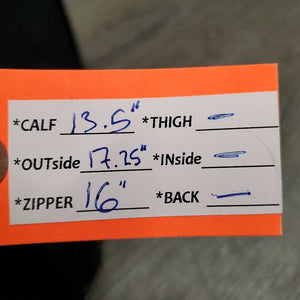 *CALF 13.5" *THIGH —
*OUTside 17.25" *INside —
*ZIPPER 16" *BACK —